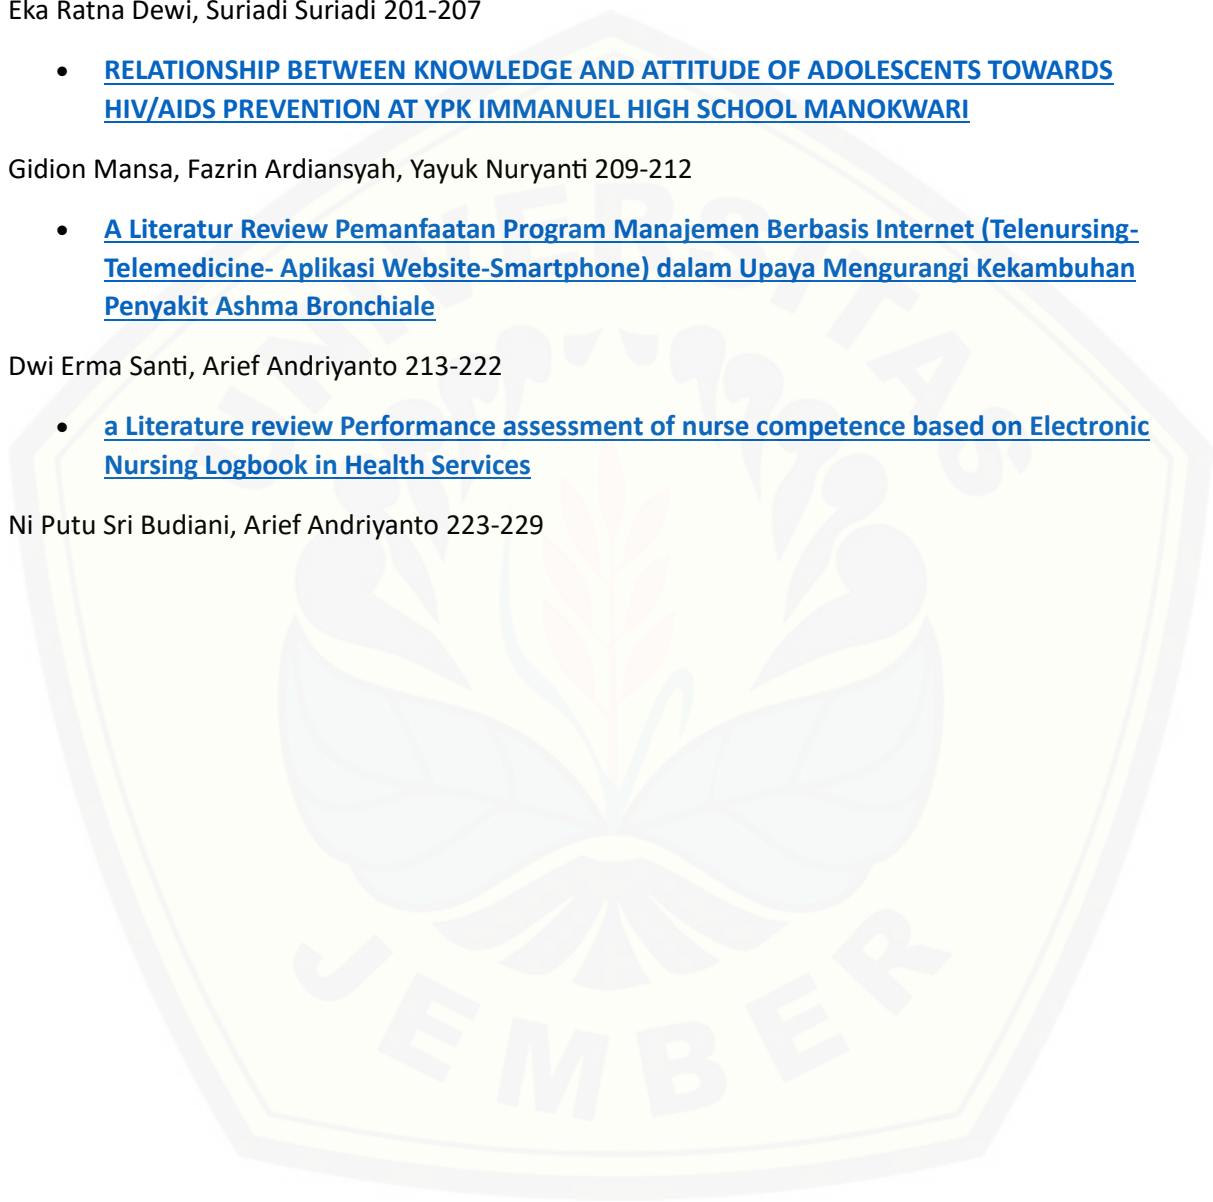 Eka Ratna Dewi, Suriadi Suriadi 201-207
• RELATIONSHIP BETWEEN KNOWLEDGE AND ATTITUDE OF ADOLESCENTS TOWARDS
HIV/AIDS PREVENTION AT YPK IMMANUEL HIGH SCHOOL MANOKWARI
Gidion Mansa, Fazrin Ardiansyah, Yayuk Nuryanti 209-212
• A Literatur Review Pemanfaatan Program Manajemen Berbasis Internet (Telenursing-
Telemedicine- Aplikasi Website-Smartphone) dalam Upaya Mengurangi Kekambuhan
Penyakit Ashma Bronchiale
Dwi Erma Santi, Arief Andriyanto 213-222
• a Literature review Performance assessment of nurse competence based on Electronic
Nursing Logbook in Health Services
Ni Putu Sri Budiani, Arief Andriyanto 223-229
UNIVERSITAS
JEMBER